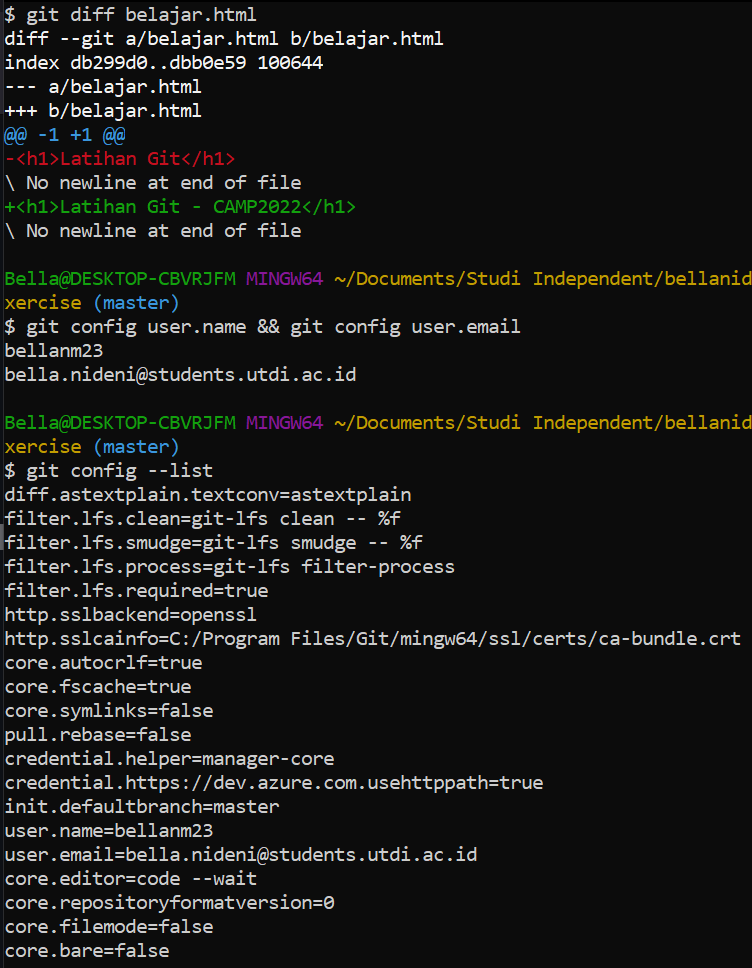 $ git diff belajar.html
diff --git a/belajar.html b/belajar.html
index db299d0..dbb0e59 100644
--- a/belajar.html
+++ b/belajar.html
@@ -1 +1 @@
-<h1>Latihan Git</h1>
\ No newline at end of file
+<h1>Latihan Git - CAMP2022</h1>
\ No newline at end of file
Bella@DESKTOP-CBVRJFM MINGW64 ~/Documents/Studi Independent/bellanid
xercise (master)
$ git config user.name && git config user.email
bellanm23
bella.nideni@students.utdi.ac.id
Bella@DESKTOP-CBVRJFM MINGW64 ~/Documents/Studi Independent/bellanid
xercise (master)
$ git config --list
diff.astextplain.textconv=astextplain
filter.lfs.clean=git-lfs clean -- %f
filter.lfs.smudge=git-lfs smudge -- %f
filter.lfs.process=git-lfs filter-process
filter.lfs.required=true
http.sslbackend=openssl
http.sslcainfo=C:/Program Files/Git/mingw64/ssl/certs/ca-bundle.crt
core.autocrlf=true
core.fscache=true
core.symlinks=false
pull.rebase=false
credential.helper=manager-core
credential.https://dev.azure.com.usehttppath=true
init.defaultbranch=master
user.name=bellanm23
user.email=bella.nideni@students.utdi.ac.id
core.editor=code --wait
core.repositoryformatversion=0
core.filemode=false
core.bare=false